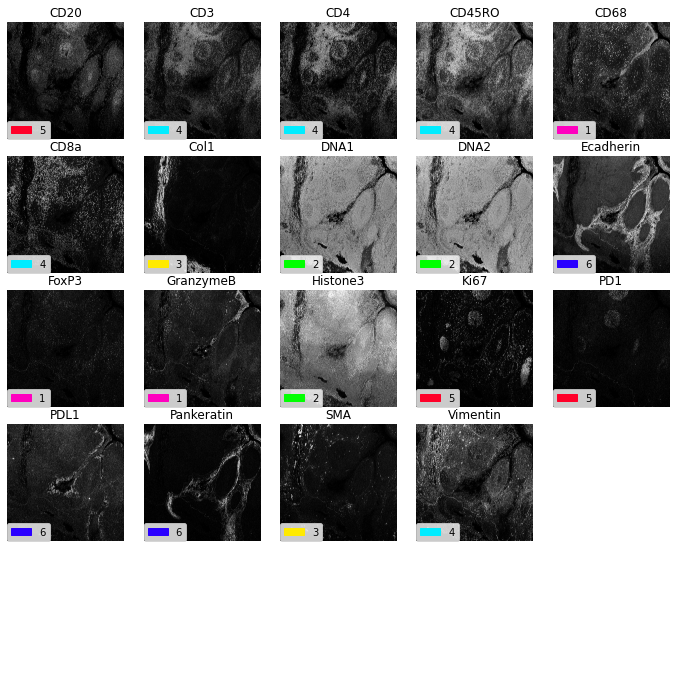 CD20 CD3 CD4 CD45RO CD68
5 4 4 4 1
CD8a Col1 DNA1 DNA2 Ecadherin
4 3 2 2 6
FoxP3 GranzymeB Histone3 Ki67 PD1
1 1 2 5 5
PDL1 Pankeratin SMA Vimentin
6 6 3 4